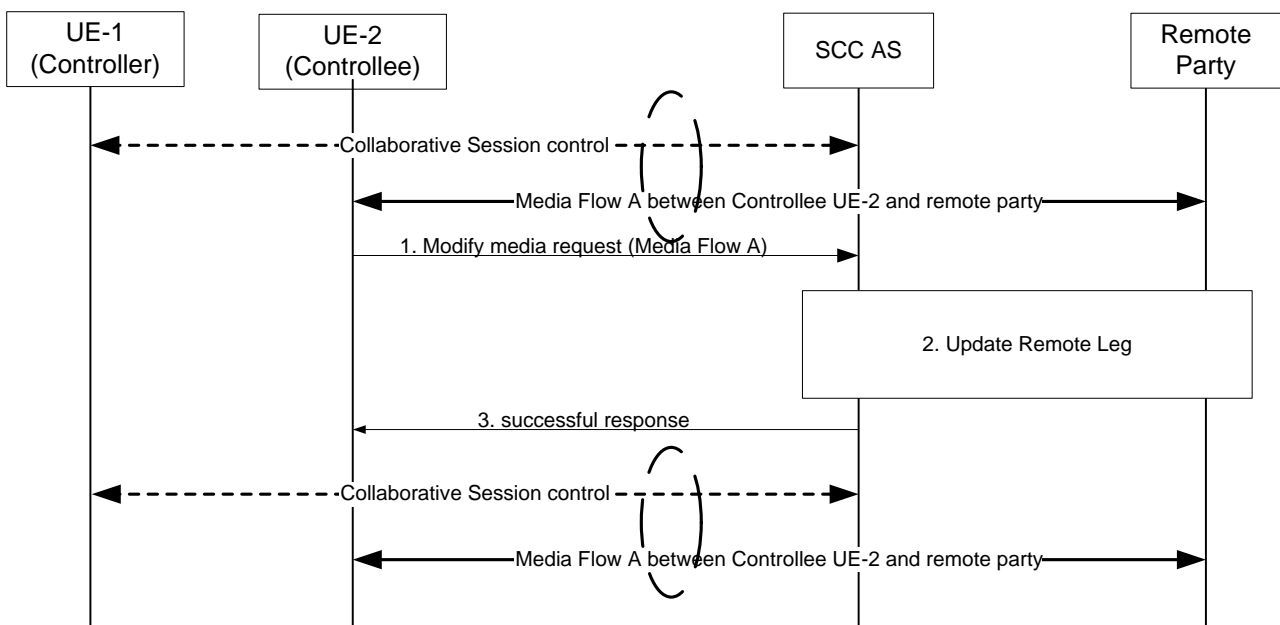 UE-1
(Controller)
UE-2
(Controllee)
SCC AS
Remote
Party
Collaborative Session control
Media Flow A between Controllee UE-2 and remote party
1. Modify media request (Media Flow A)
2. Update Remote Leg
3. successful response
Collaborative Session control
Media Flow A between Controllee UE-2 and remote party